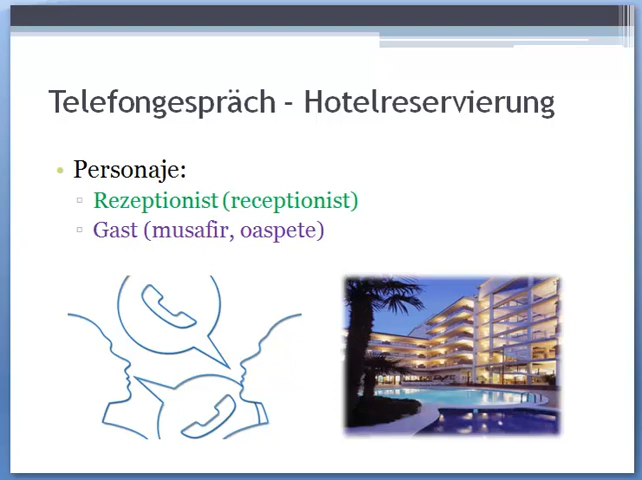 Telefongespräch - Hotelreservierung
Personaje:
Rezeptionist (receptionist)
Gast (musafir, oaspete)